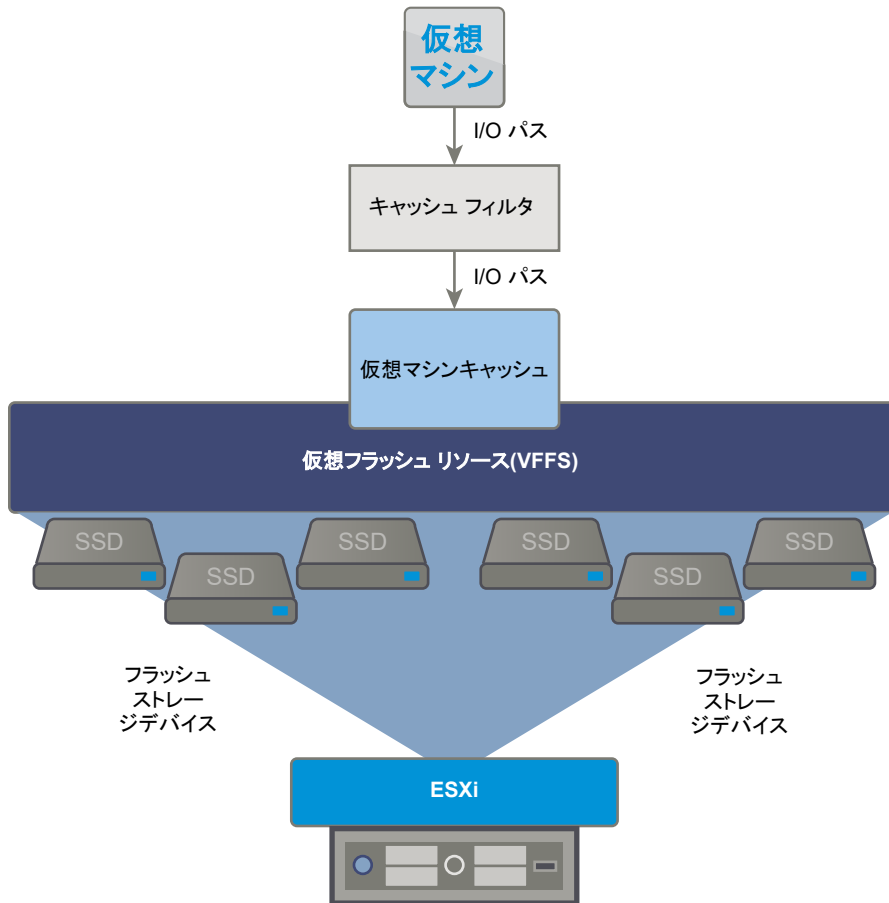 仮想
マシン
I/O パス
キャッシュ フィルタ
I/O パス
仮想マシンキャッシュ
仮想フラッシュ リソース(VFFS)
SSD
SSD
SSD
SSD
SSD
SSD
フラッシュ
ストレー
ジデバイス
フラッシュ
ストレー
ジデバイス
ESXi